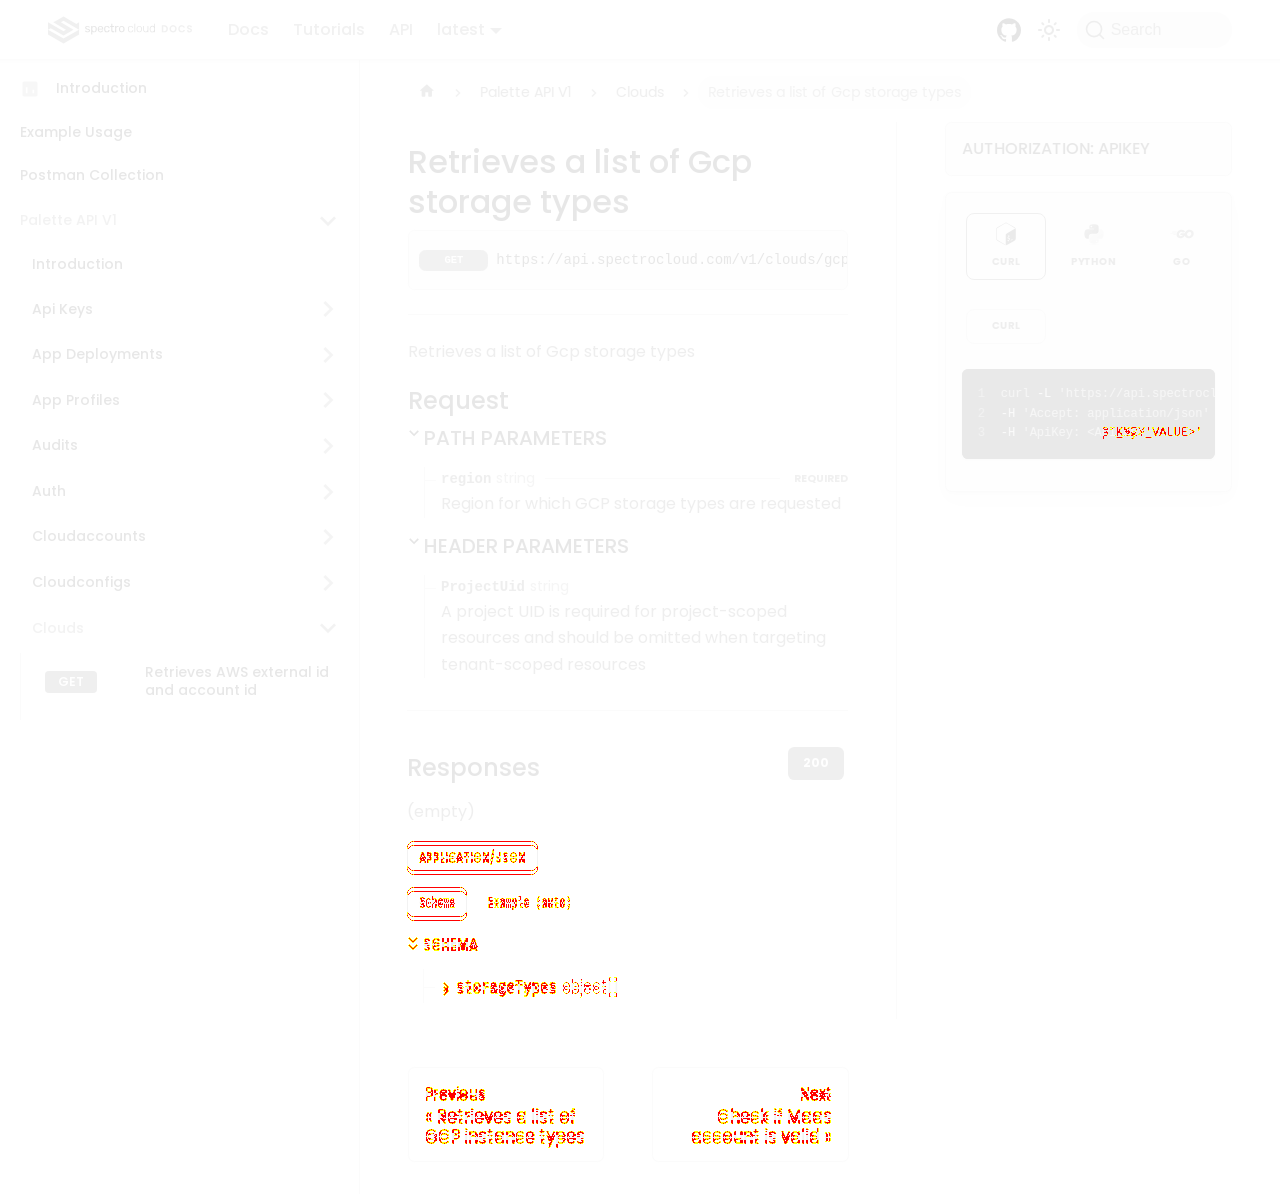 spectro cloud DOCS
Docs
Tutorials
API
latest
Search
Introduction
Example Usage
Postman Collection
Palette API V1
Introduction
Api Keys
App Deployments
App Profiles
Audits
Auth
Cloudaccounts
Cloudconfigs
Clouds
GET
Retrieves AWS external id
and account id
Palette API V1
Clouds
Retrieves a list of Gcp storage types
Retrieves a list of Gcp
storage types
GET
https://api.spectrocloud.com/v1/clouds/gcp
Retrieves a list of Gcp storage types
Request
PATH PARAMETERS
region string
REQUIRED
Region for which GCP storage types are requested
HEADER PARAMETERS
ProjectUid string
A project UID is required for project-scoped
resources and should be omitted when targeting
tenant-scoped resources
Responses
200
(empty)
APPLICATION/JSON
Schema
Example (auto)
SCHEMA
storageTypes object[]
Previous
« Retrieves a list of
GCP instance types
Next
Check if Maas
account is valid »
AUTHORIZATION: APIKEY
CURL
PYTHON
GO
GO
CURL
1 curl -L 'https://api.spectrocl
2 -H 'Accept: application/json'
3 -H 'ApiKey: <